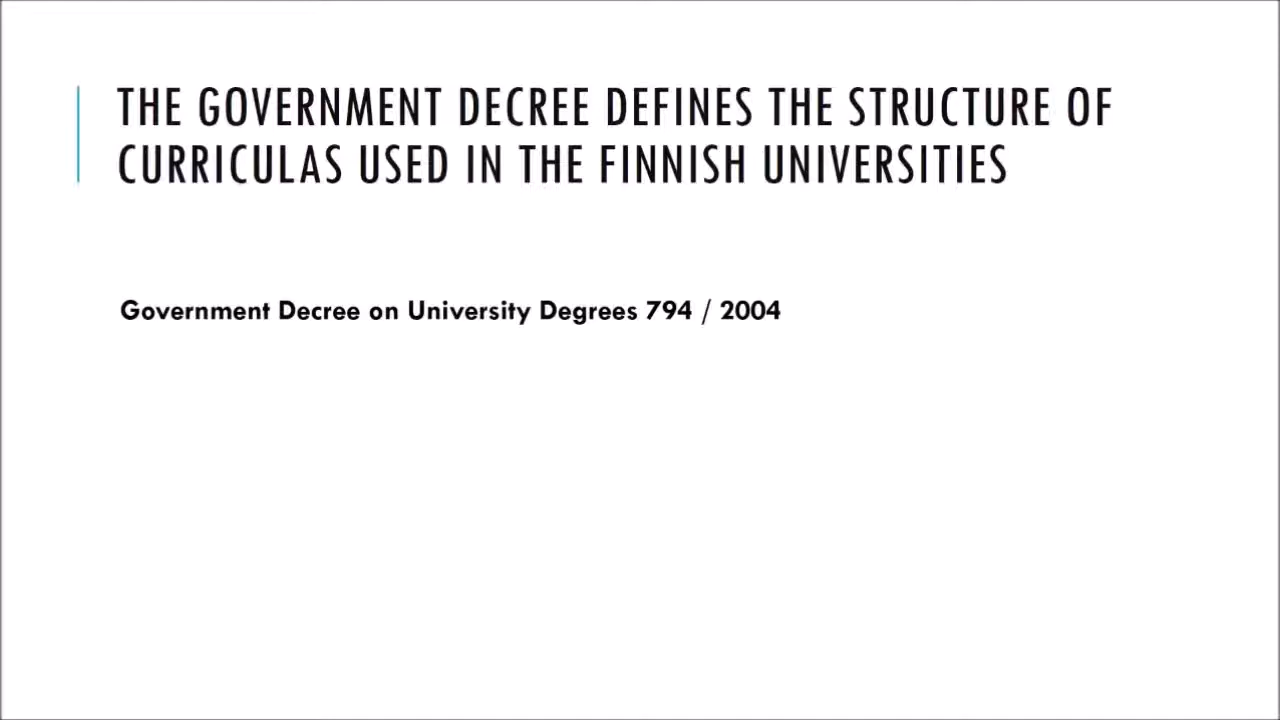 THE GOVERNMENT DECREE DEFINES THE STRUCTURE OF
CURRICULAS USED IN THE FINNISH UNIVERSITIES
Government Decree on University Degrees 794 / 2004